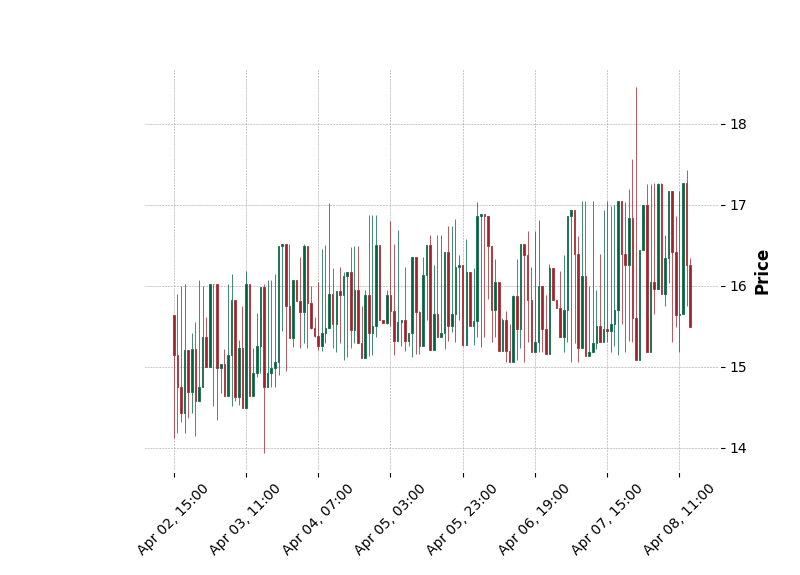 18
17
16
15
14
Price
Apr 02, 15:00
Apr 03, 11:00
Apr 04, 07:00
Apr 05, 03:00
Apr 05, 23:00
Apr 06, 19:00
Apr 07, 15:00
Apr 08, 11:00